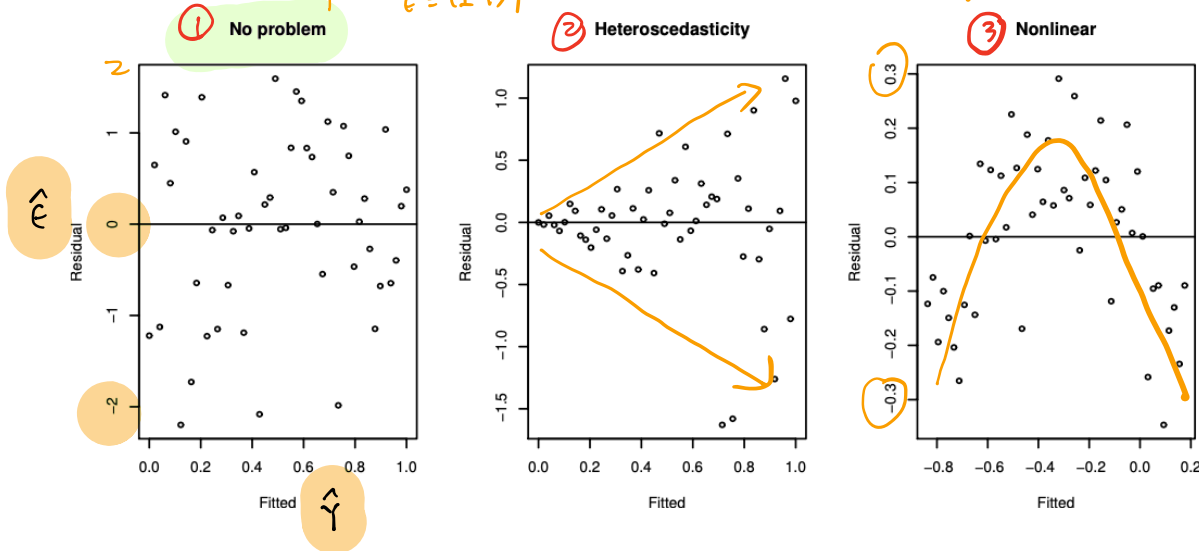 ① No problem
② Heteroscedasticity
③ Nonlinear
2
1
0
−1
−2
ε̂
Residual
0.0 0.2 0.4 0.6 0.8 1.0
Fitted
Ŷ
1.0
0.5
0.0
−0.5
−1.0
−1.5
Residual
0.0 0.2 0.4 0.6 0.8 1.0
Fitted
0.3
0.2
0.1
0.0
−0.1
−0.2
−0.3
Residual
−0.8 −0.6 −0.4 −0.2 0.0 0.2
Fitted